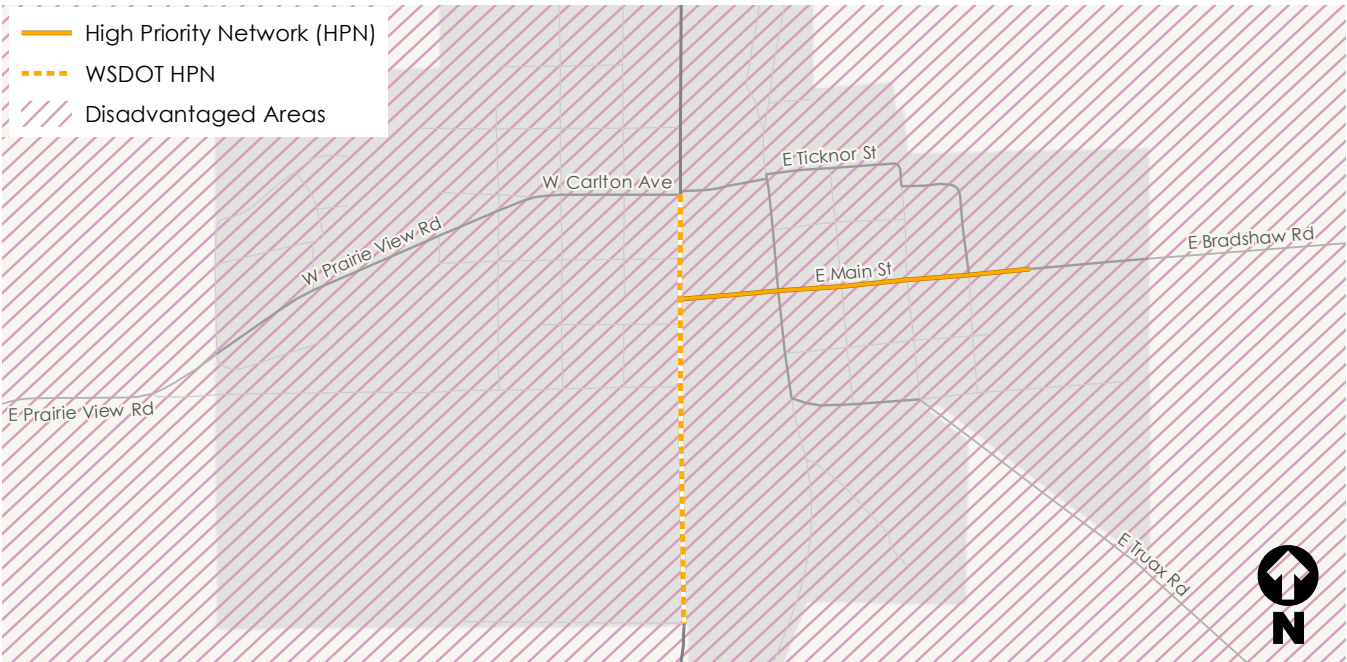 High Priority Network (HPN)
WSDOT HPN
Disadvantaged Areas
E Ticknor St
W Carlton Ave
W Prairie View Rd
E Bradshaw Rd
E Main St
E Prairie View Rd
E Truax Rd
N